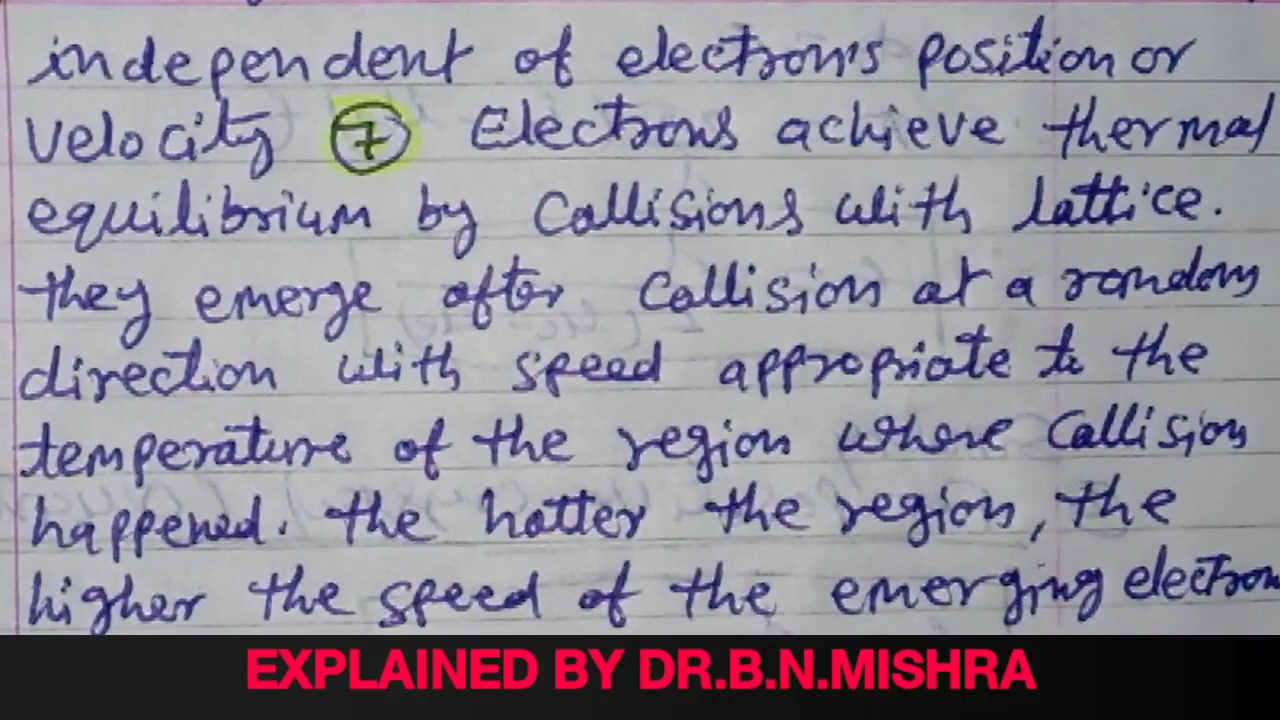 independent of electron's position or
velocity ⑦ Electrons achieve thermal
equilibrium by Collisions with lattice.
they emerge after Collision at a random
direction with speed appropriate to the
temperature of the region where Collision
happened. the hotter the region, the
higher the speed of the emerging electron
EXPLAINED BY DR.B.N.MISHRA